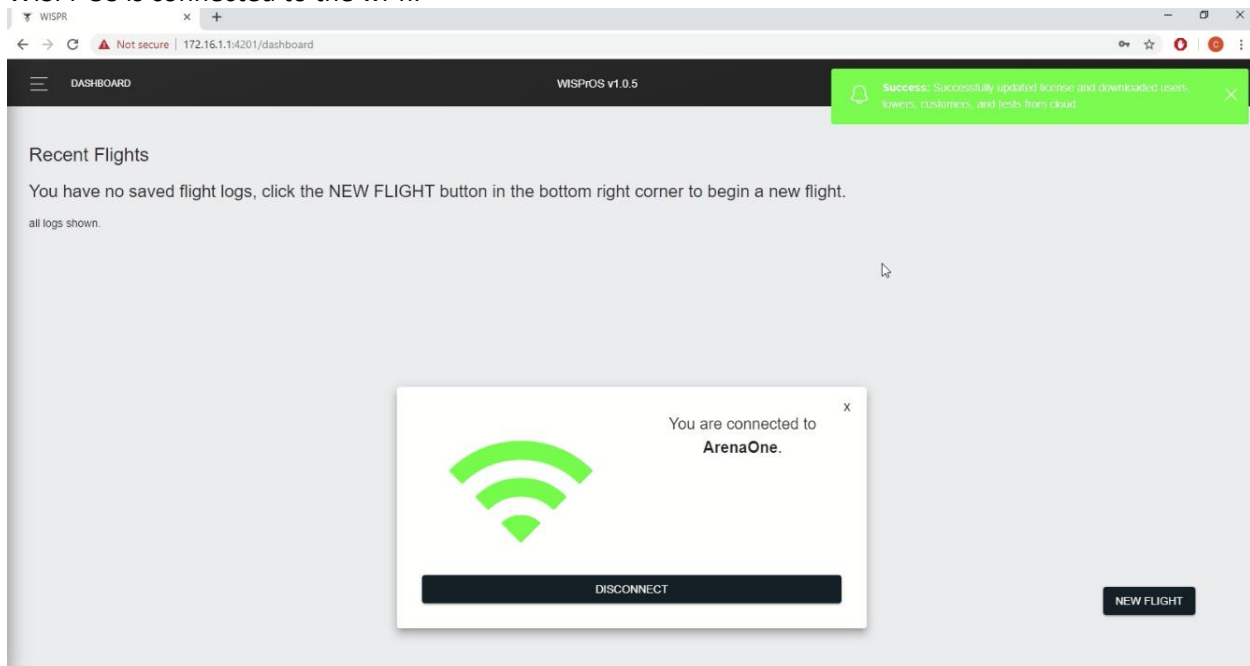 WISPR
Not secure | 172.16.1.1:4201/dashboard
DASHBOARD
WISPrOS v1.0.5
Success: Successfully updated license and downloaded users,
towers, customers, and tests from cloud
Recent Flights
You have no saved flight logs, click the NEW FLIGHT button in the bottom right corner to begin a new flight.
all logs shown.
X
You are connected to
ArenaOne.
DISCONNECT
NEW FLIGHT